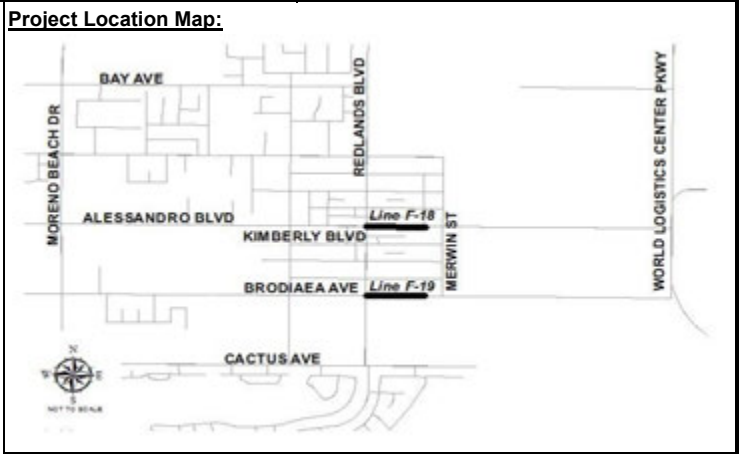 Project Location Map:
BAY AVE
MORENO BEACH DR
REDLANDS BLVD
WORLD LOGISTICS CENTER PKWY
ALESSANDRO BLVD
Line F-18
KIMBERLY BLVD
MERWIN ST
BRODIAEA AVE
Line F-19
CACTUS AVE
N
W
E
S
NOT TO SCALE